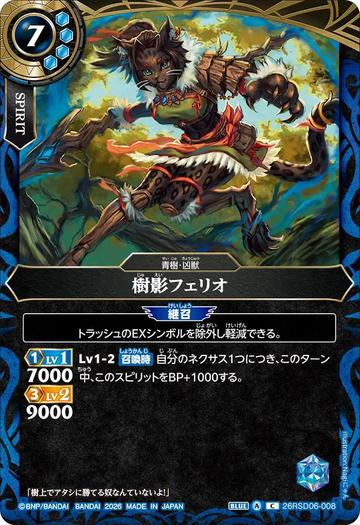 7
SPIRIT
青樹・凶獣
樹影フェリオ
継召
トラッシュのEXシンボルを除外し軽減できる。
1 LV1 7000
3 LV2 9000
Lv1-2 召喚時 自分のネクサス1つにつき、このターン
中、このスピリットをBP+1000する。
「樹上でアタシに勝てる奴なんていないよ!」
©BNP/BANDAI BANDAI 2026 MADE IN JAPAN
BLUE A C 26RSD06-008